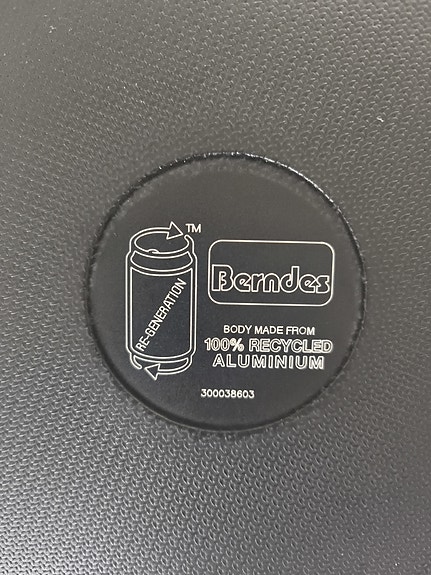 TM
Berndes
RE-GENERATION
BODY MADE FROM
100% RECYCLED
ALUMINIUM
300038603